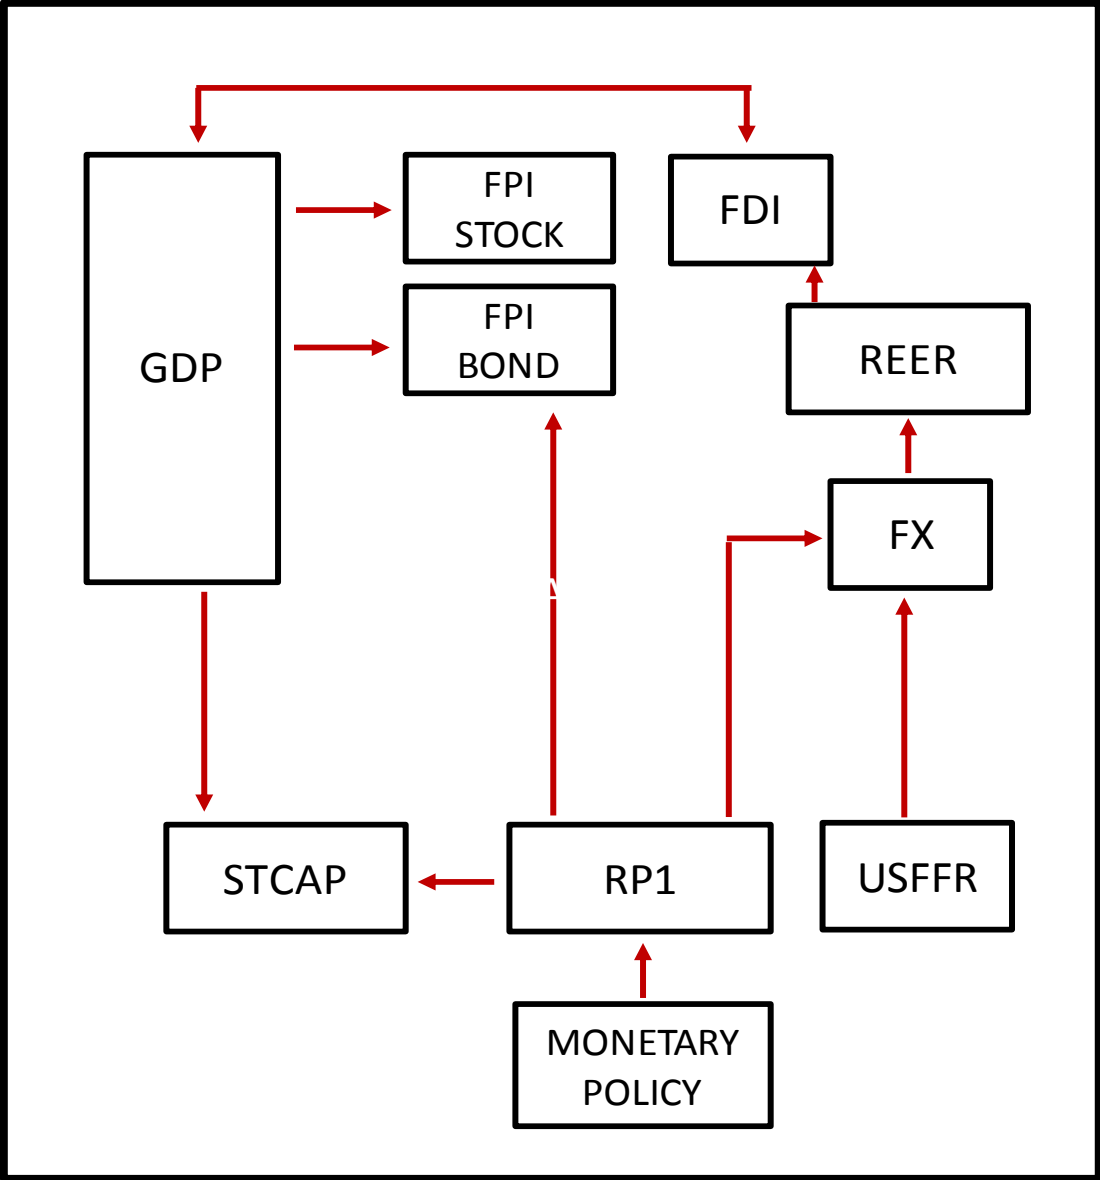 FPI
STOCK
FDI
FPI
BOND
GDP
REER
FX
STCAP
RP1
USFFR
MONETARY
POLICY